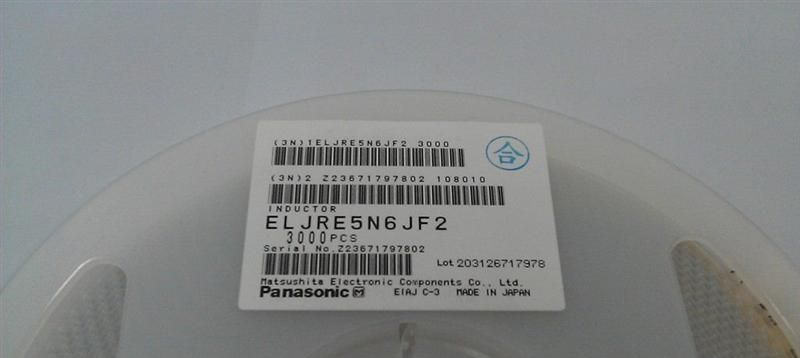 (3N)1ELJRE5N6JF2 3000
合
(3N)2 Z23671797802 108010
INDUCTOR
ELJRE5N6JF2
3000PCS
Serial No.Z23671797802
Lot 203126717978
Matsushita Electronic Components Co., Ltd.
Panasonic M EIAJ C-3 MADE IN JAPAN